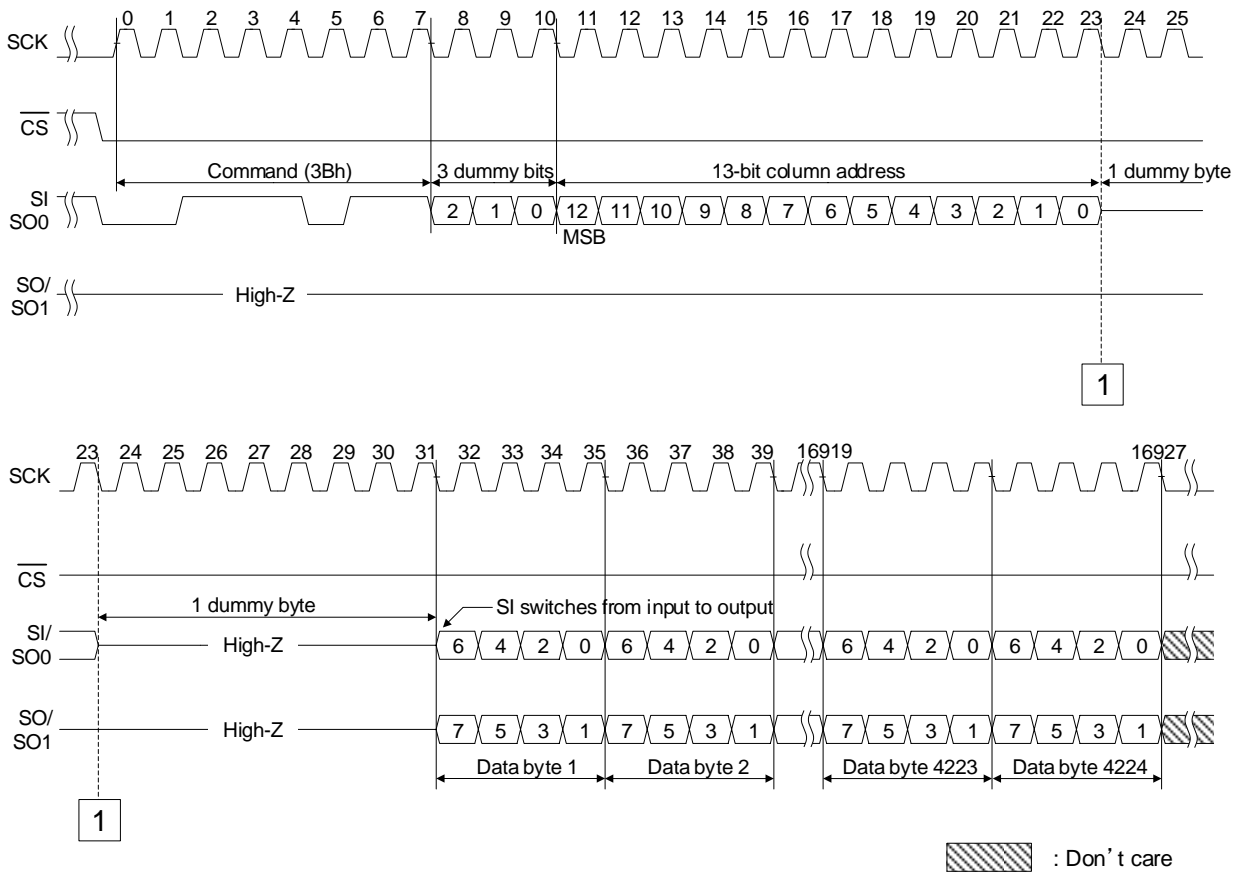 0 1 2 3 4 5 6 7 8 9 10 11 12 13 14 15 16 17 18 19 20 21 22 23 24 25
SCK
CS
Command (3Bh) 3 dummy bits 13-bit column address 1 dummy byte
SI
SO0
2 1 0 12 11 10 9 8 7 6 5 4 3 2 1 0
MSB
SO/
SO1
High-Z
1
23 24 25 26 27 28 29 30 31 32 33 34 35 36 37 38 39 16919 16927
SCK
CS
1 dummy byte
SI switches from input to output
SI/
SO0
High-Z 6 4 2 0 6 4 2 0 6 4 2 0 6 4 2 0
SO/
SO1
High-Z 7 5 3 1 7 5 3 1 7 5 3 1 7 5 3 1
Data byte 1 Data byte 2 Data byte 4223 Data byte 4224
1
: Don't care